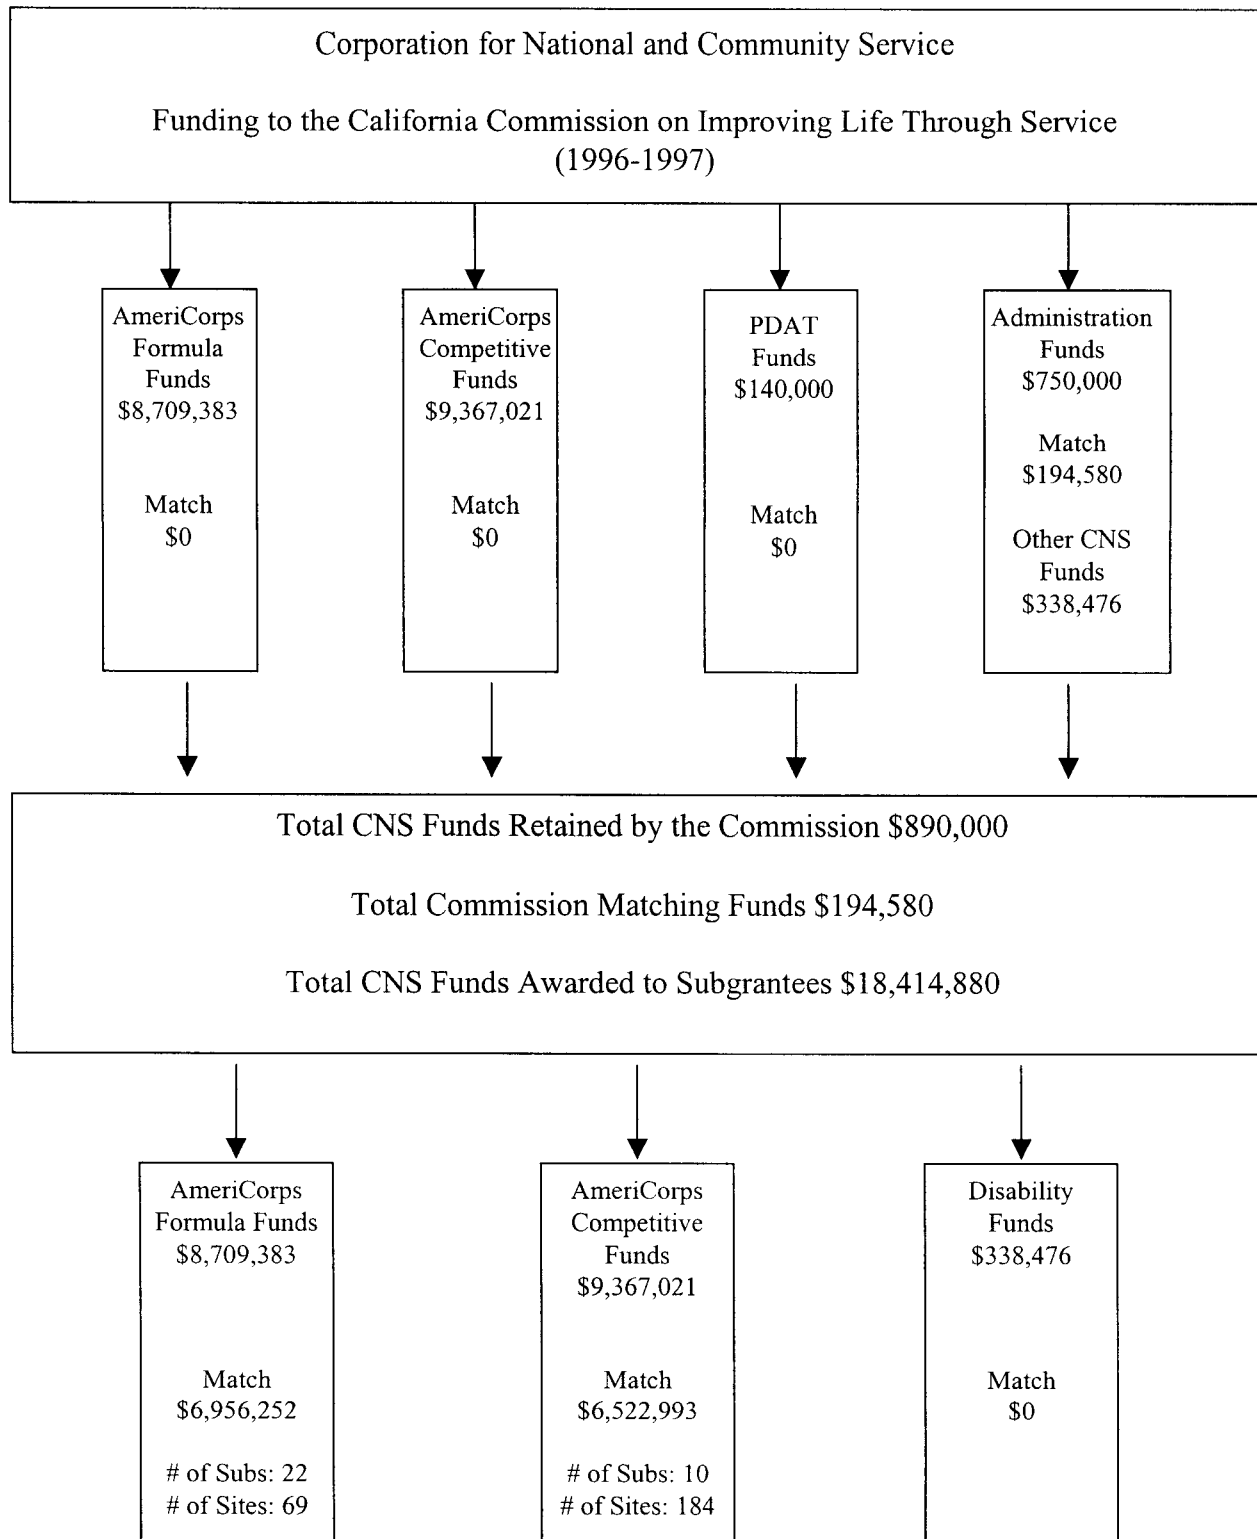 Corporation for National and Community Service
Funding to the California Commission on Improving Life Through Service
(1996-1997)
AmeriCorps
Formula
Funds
$8,709,383
Match
$0
AmeriCorps
Competitive
Funds
$9,367,021
Match
$0
PDAT
Funds
$140,000
Match
$0
Administration
Funds
$750,000
Match
$194,580
Other CNS
Funds
$338,476
Total CNS Funds Retained by the Commission $890,000
Total Commission Matching Funds $194,580
Total CNS Funds Awarded to Subgrantees $18,414,880
AmeriCorps
Formula Funds
$8,709,383
Match
$6,956,252
# of Subs: 22
# of Sites: 69
AmeriCorps
Competitive
Funds
$9,367,021
Match
$6,522,993
# of Subs: 10
# of Sites: 184
Disability
Funds
$338,476
Match
$0